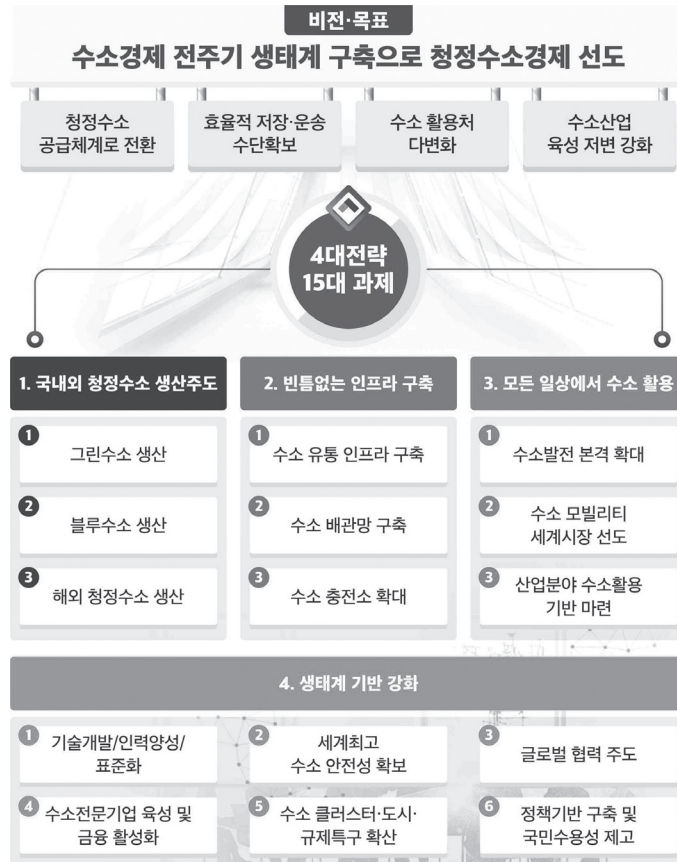 비전·목표
수소경제 전주기 생태계 구축으로 청정수소경제 선도
청정수소
공급체계로 전환
효율적 저장·운송
수단확보
수소 활용처
다변화
수소산업
육성 저변 강화
4대전략
15대 과제
1. 국내외 청정수소 생산주도
1
그린수소 생산
2
블루수소 생산
3
해외 청정수소 생산
2. 빈틈없는 인프라 구축
1
수소 유통 인프라 구축
2
수소 배관망 구축
3
수소 충전소 확대
3. 모든 일상에서 수소 활용
1
수소발전 본격 확대
2
수소 모빌리티
세계시장 선도
3
산업분야 수소활용
기반 마련
4. 생태계 기반 강화
1
기술개발/인력양성/
표준화
2
세계최고
수소 안전성 확보
3
글로벌 협력 주도
4
수소전문기업 육성 및
금융 활성화
5
수소 클러스터·도시·
규제특구 확산
6
정책기반 구축 및
국민수용성 제고